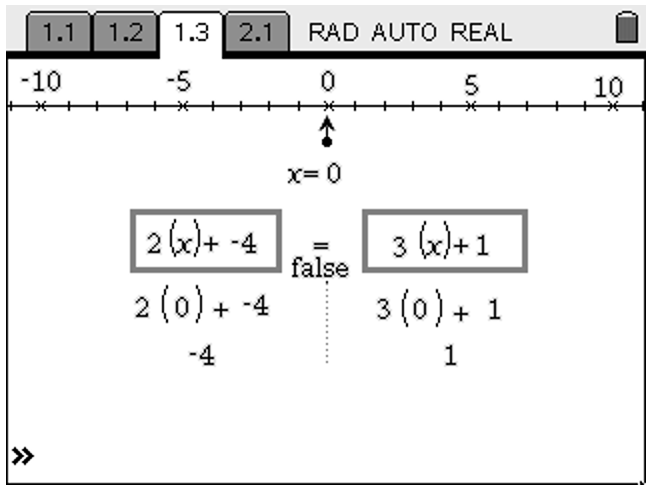 1.1 1.2 1.3 2.1 RAD AUTO REAL
-10 -5 0 5 10
x= 0
2(x)+ -4 = 3(x)+1
false
2(0)+ -4 3(0)+ 1
-4 1